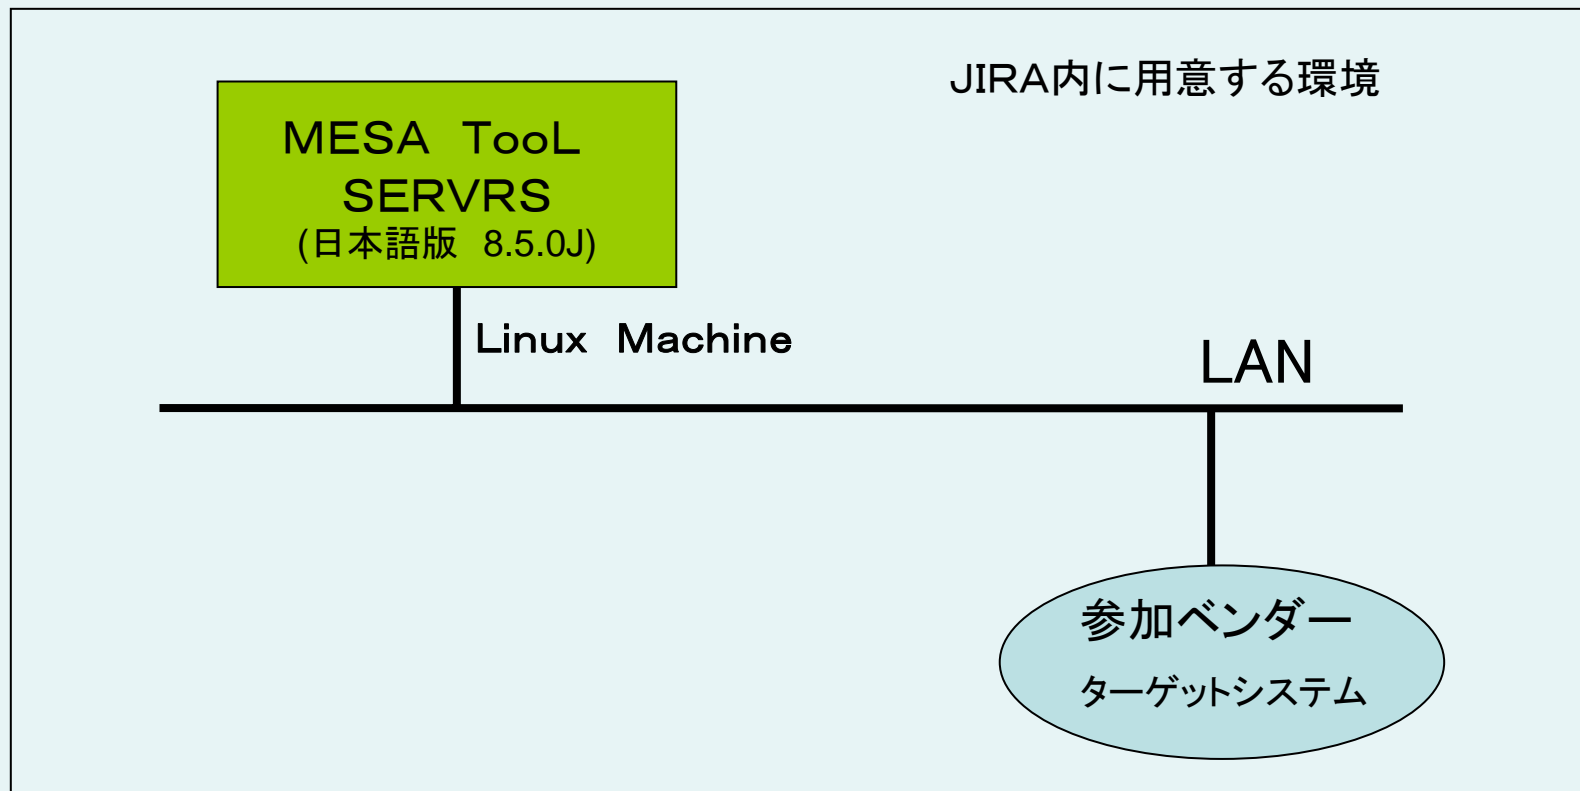 JIRA内に用意する環境
MESA　TooL
SERVRS
(日本語版　8.5.0J)
Linux　Machine
LAN
参加ベンダー
ターゲットシステム